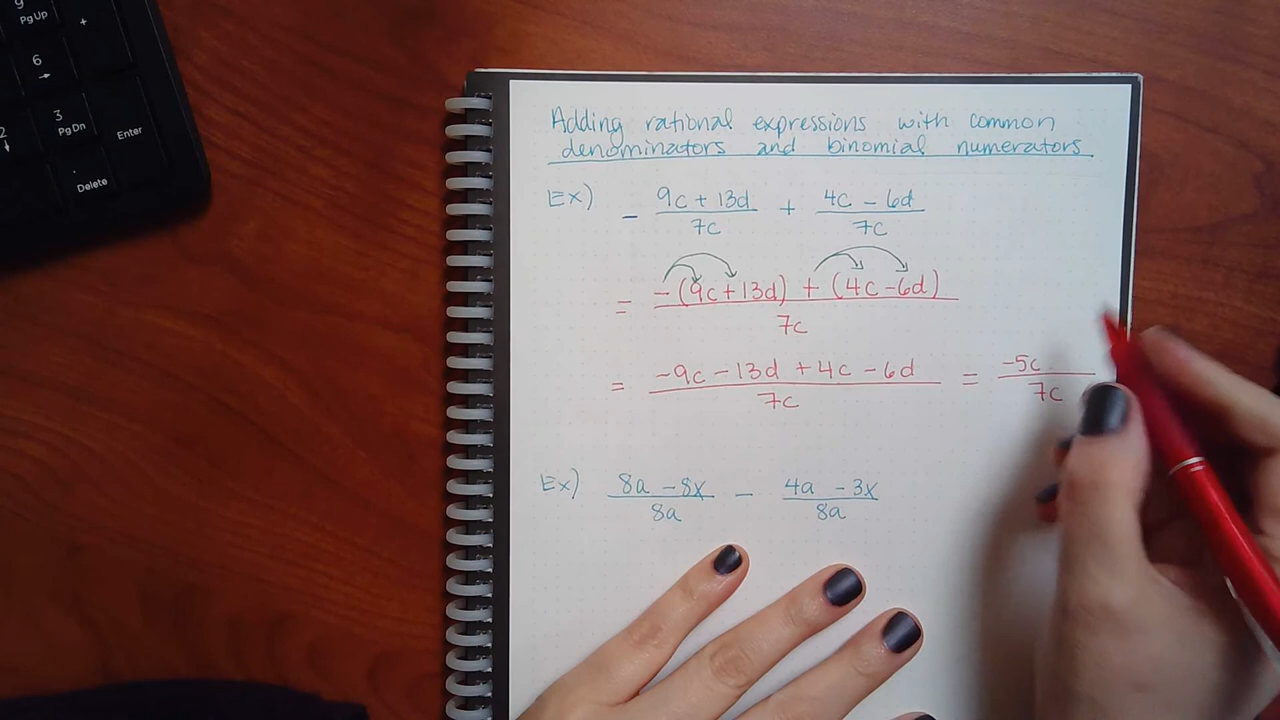 9
PgUp
+
6
→
3
PgDn
2
↓
Enter
.
Delete
Adding rational expressions with common
denominators and binomial numerators
Ex) - 9c + 13d / 7c + 4c - 6d / 7c
= -(9c+13d) + (4c-6d) / 7c
= -9c - 13d + 4c - 6d / 7c = -5c / 7c
Ex) 8a - 8x / 8a - 4a - 3x / 8a